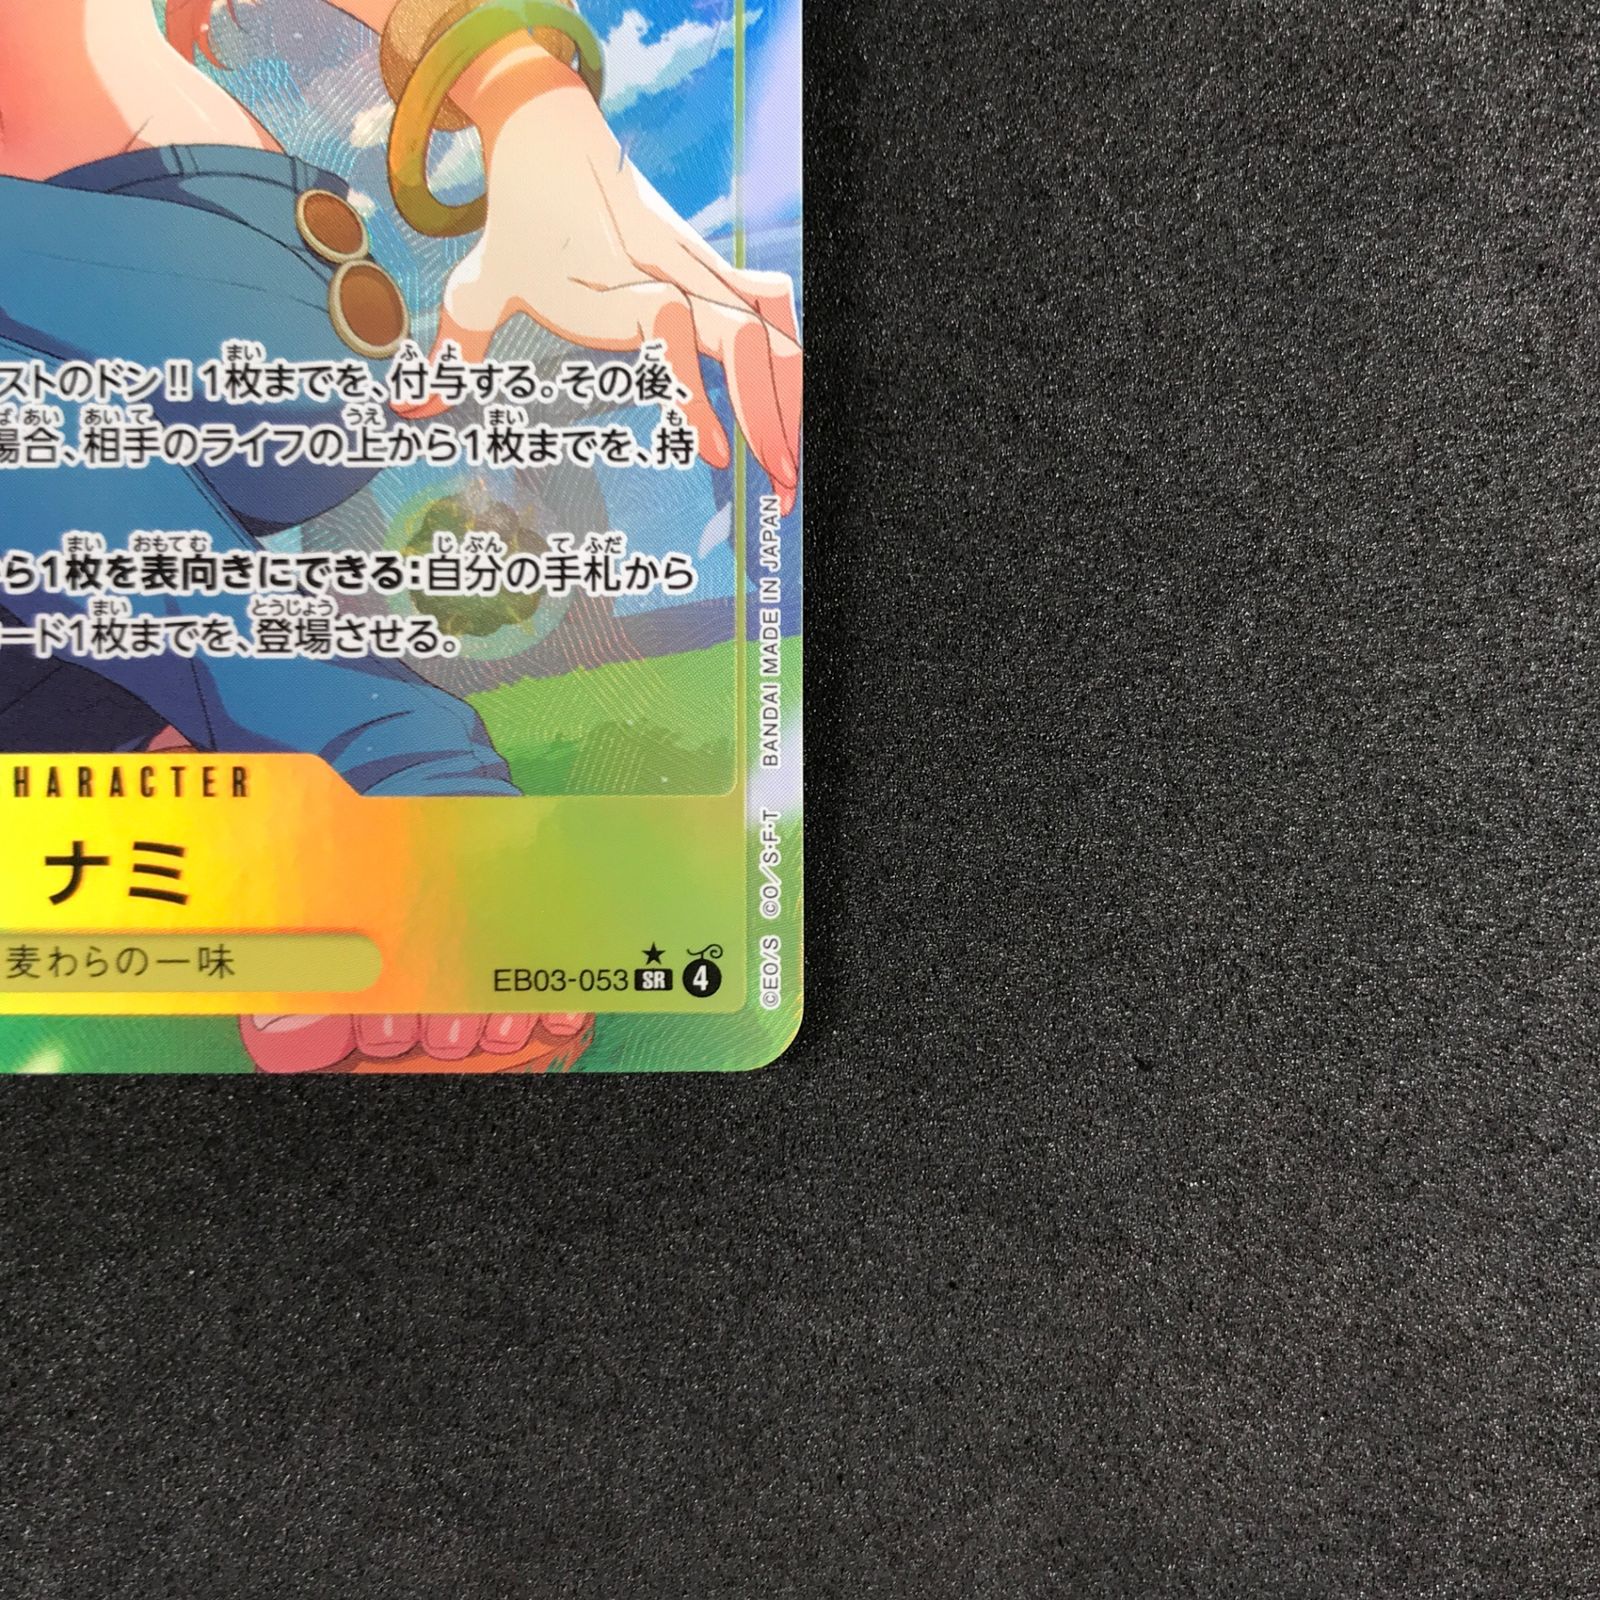 ストのドン!!1枚までを、付与する。その後、
場合、相手のライフの上から1枚までを、持
ら1枚を表向きにできる:自分の手札から
ード1枚までを、登場させる。
HARACTER
ナミ
麦わらの一味
EB03-053 SR 4
©EO/S ©O/S・F・T BANDAI MADE IN JAPAN